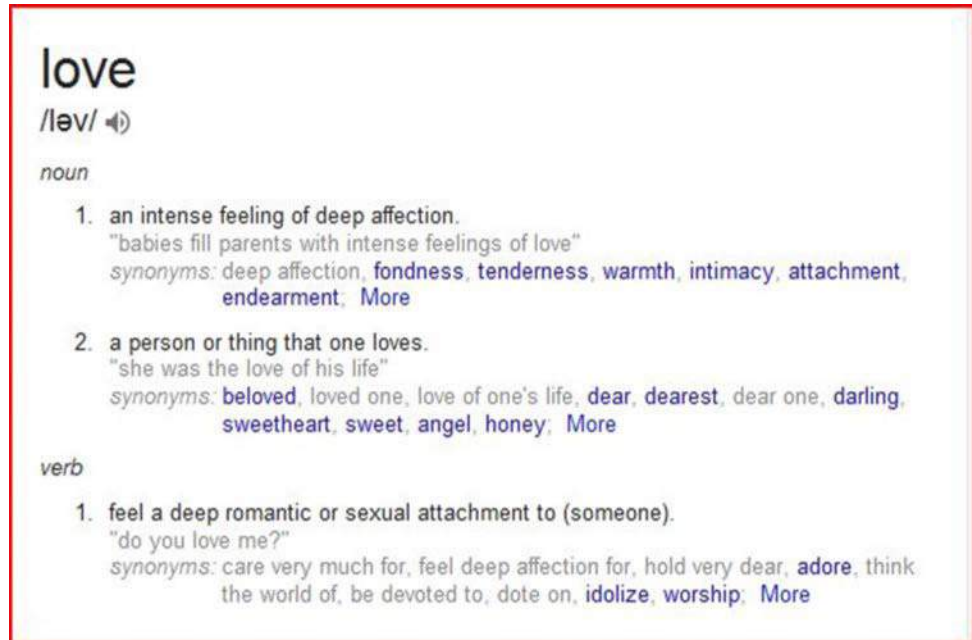 love
/ləv/
noun
1. an intense feeling of deep affection.
"babies fill parents with intense feelings of love"
synonyms: deep affection, fondness, tenderness, warmth, intimacy, attachment,
endearment; More
2. a person or thing that one loves.
"she was the love of his life"
synonyms: beloved, loved one, love of one's life, dear, dearest, dear one, darling,
sweetheart, sweet, angel, honey; More
verb
1. feel a deep romantic or sexual attachment to (someone).
"do you love me?"
synonyms: care very much for, feel deep affection for, hold very dear, adore, think
the world of, be devoted to, dote on, idolize, worship; More